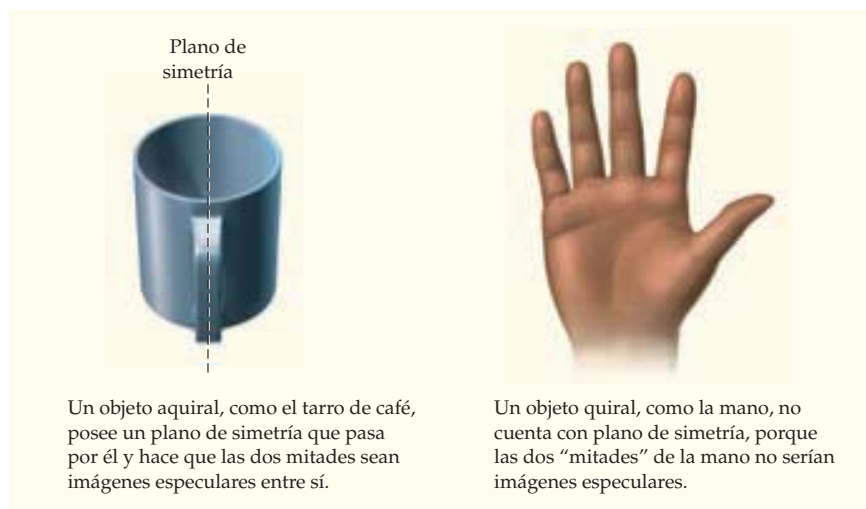 Plano de
simetría
Un objeto aquiral, como el tarro de café,
posee un plano de simetría que pasa
por él y hace que las dos mitades sean
imágenes especulares entre sí.
Un objeto quiral, como la mano, no
cuenta con plano de simetría, porque
las dos “mitades” de la mano no serían
imágenes especulares.